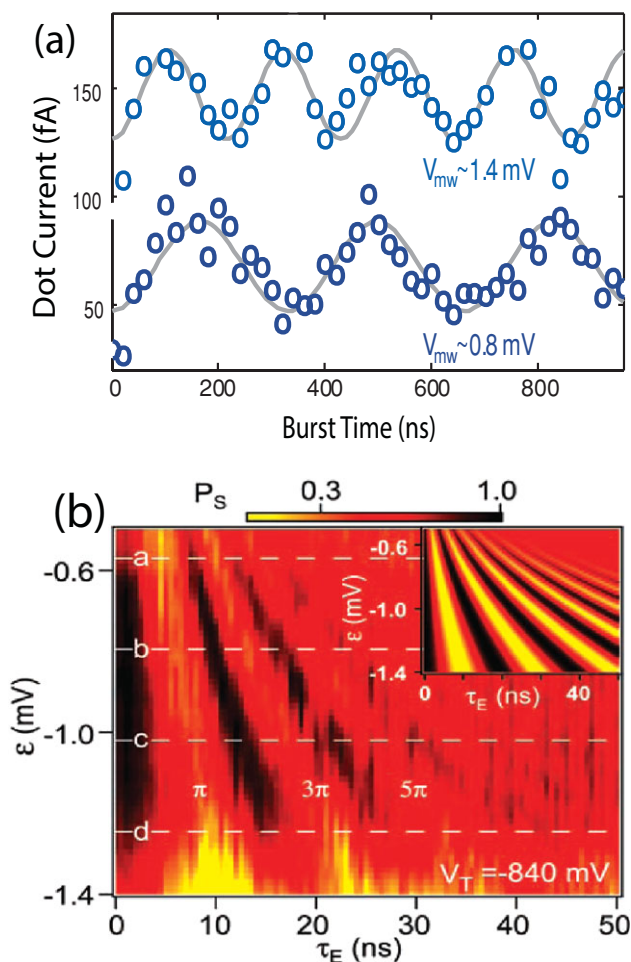 (a)
Dot Current (fA)
150
100
50
V_mw~1.4 mV
V_mw~0.8 mV
0 200 400 600 800
Burst Time (ns)
(b)
P_S 0.3 1.0
ε (mV)
-0.6
-1.0
-1.4
a
b
c
d
π 3π 5π
V_T =-840 mV
0 10 20 30 40 50
τ_E (ns)
ε (mV)
-0.6
-1.0
-1.4
0 40
τ_E (ns)